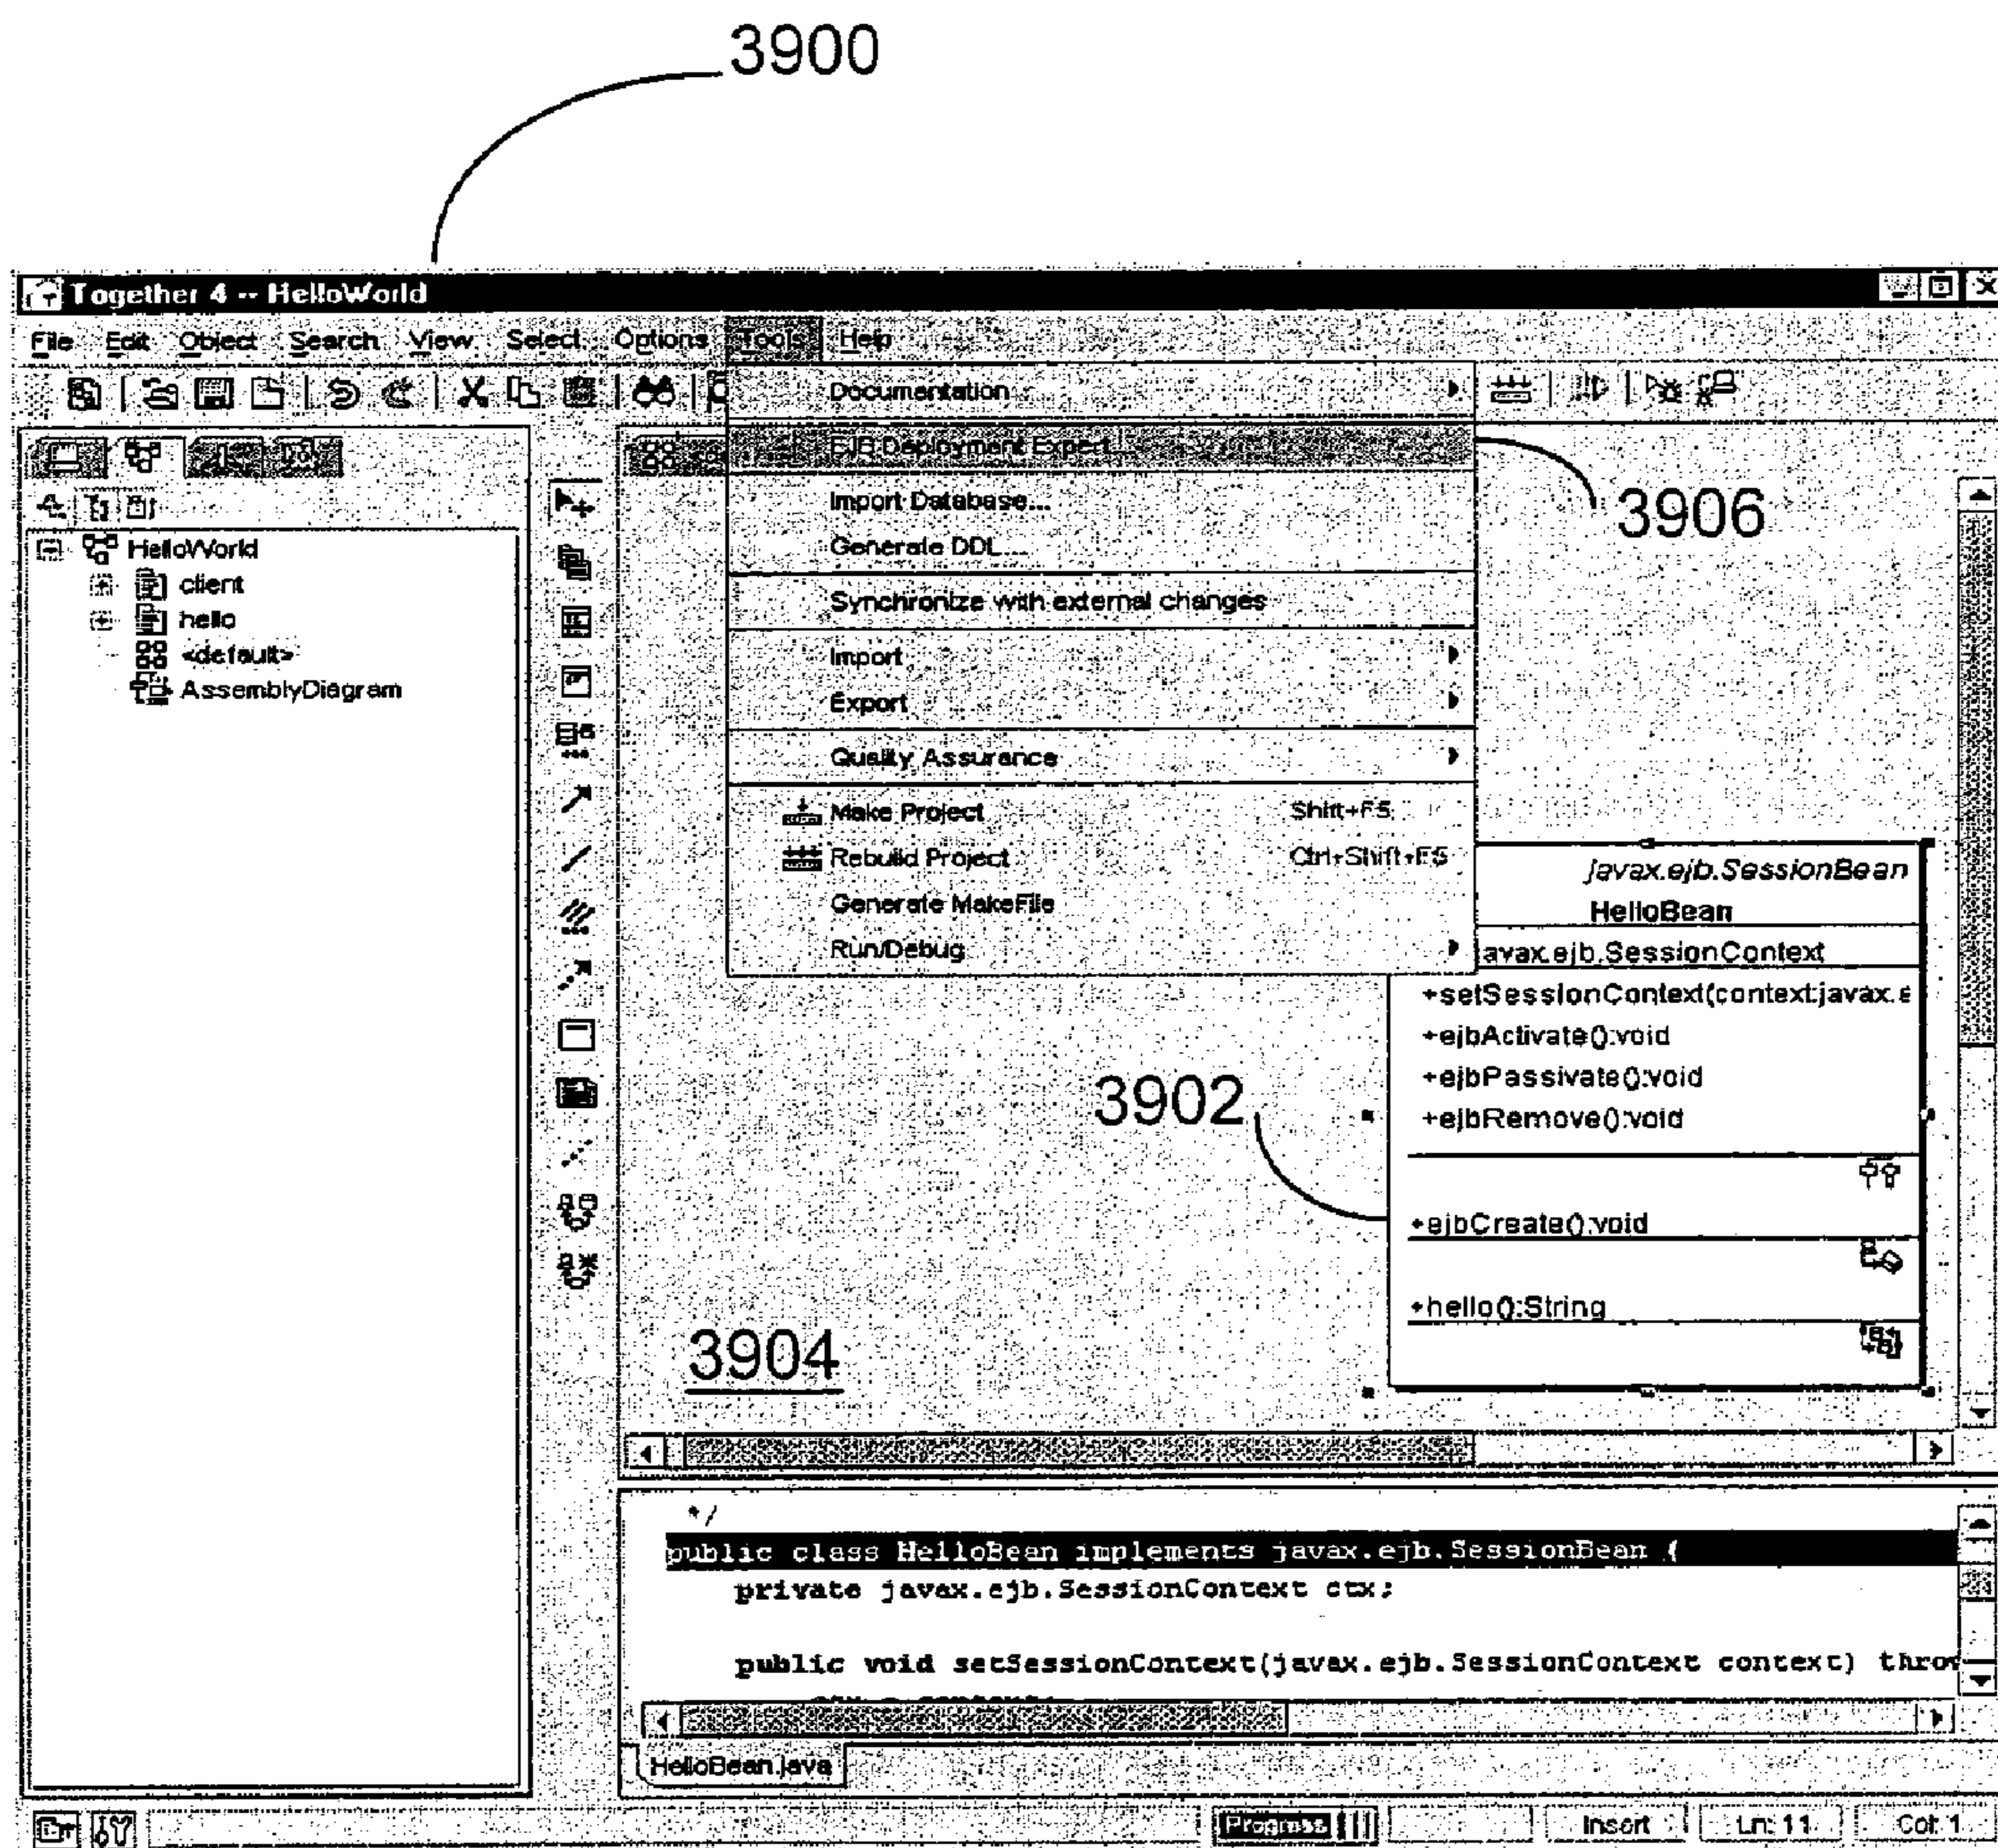 3900
Together 4 -- HelloWorld
File Edit Object Search View Select Options Tools Help
Documentation
EJB Deployment Expert...
3906
Import Database...
Generate DDL...
Synchronize with external changes
Import
Export
Quality Assurance
Make Project Shift+F5
Rebuild Project Ctrl+Shift+F5
Generate MakeFile
Run/Debug
HelloWorld
client
hello
<default>
AssemblyDiagram
javax.ejb.SessionBean
HelloBean
avax.ejb.SessionContext
+setSessionContext(context:javax.e
+ejbActivate():void
+ejbPassivate():void
+ejbRemove():void
3902
+ejbCreate():void
+hello():String
3904
*/
public class HelloBean implements javax.ejb.SessionBean {
private javax.ejb.SessionContext ctx;
public void setSessionContext(javax.ejb.SessionContext context) throw
HelloBean.java
Progress Insert Ln: 11 Col: 1